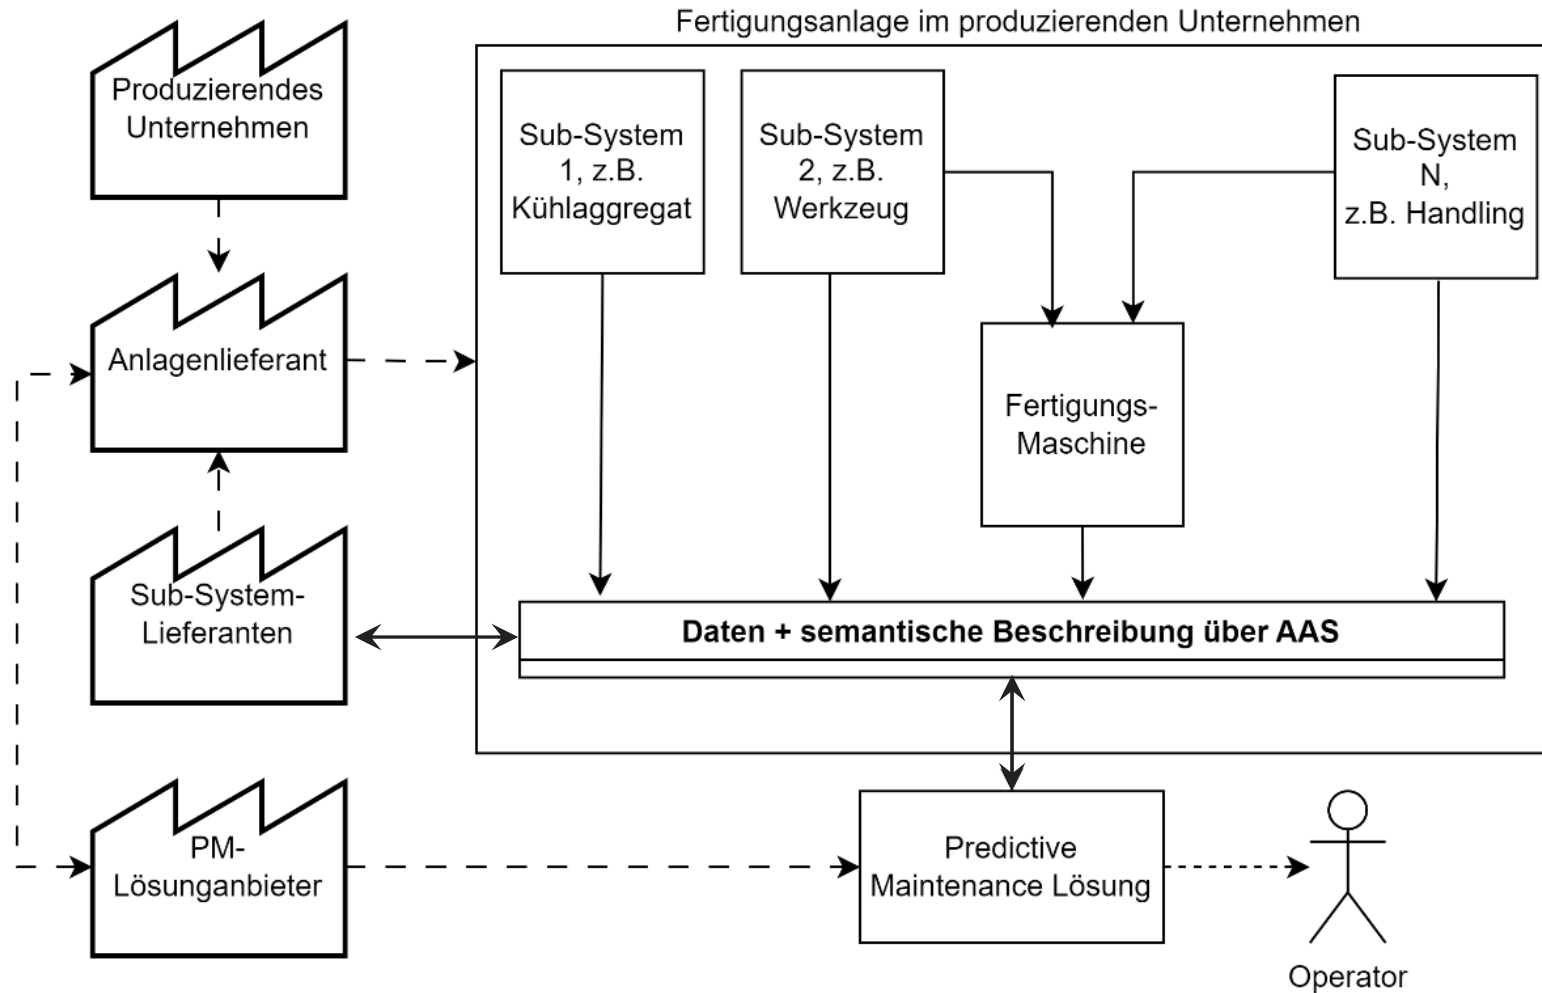 Fertigungsanlage im produzierenden Unternehmen
Produzierendes
Unternehmen
Sub-System
1, z.B.
Kühlaggregat
Sub-System
2, z.B.
Werkzeug
Sub-System
N,
z.B. Handling
Anlagenlieferant
Fertigungs-
Maschine
Sub-System-
Lieferanten
Daten + semantische Beschreibung über AAS
PM-
Lösunganbieter
Predictive
Maintenance Lösung
Operator